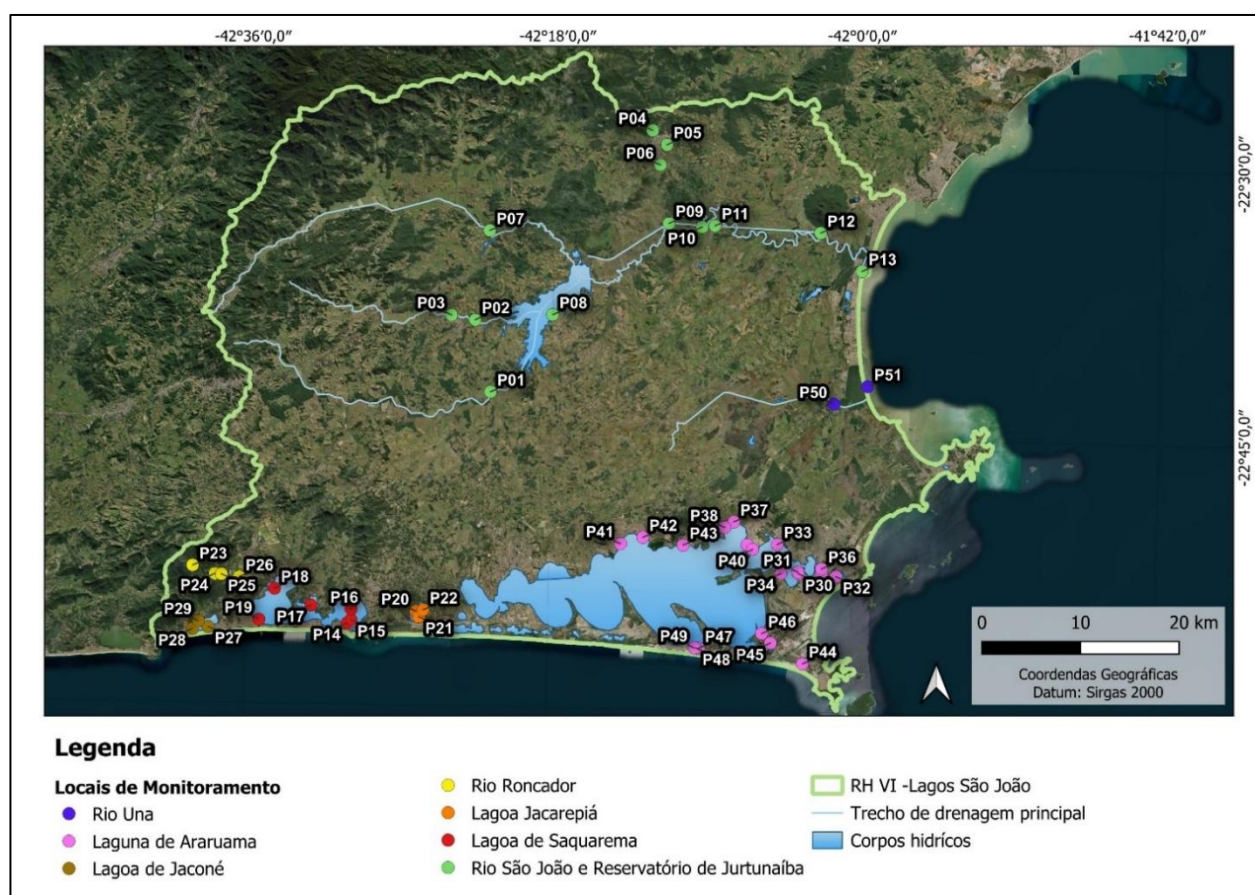 -42°36'0,0"
-42°18'0,0"
-42°0'0,0"
-41°42'0,0"
-22°30'0,0"
-22°45'0,0"
P04
P05
P06
P07
P09
P10
P11
P12
P13
P03
P02
P08
P01
P50
P51
P41
P42
P38
P37
P43
P33
P40
P31
P36
P34
P30
P32
P23
P24
P26
P25
P18
P29
P19
P17
P16
P20
P22
P28
P27
P14
P15
P21
P49
P47
P48
P46
P45
P44
0 10 20 km
Coordendas Geográficas
Datum: Sirgas 2000
Legenda
Locais de Monitoramento
Rio Una
Laguna de Araruama
Lagoa de Jaconé
Rio Roncador
Lagoa Jacarepiá
Lagoa de Saquarema
Rio São João e Reservatório de Jurtunaíba
RH VI -Lagos São João
Trecho de drenagem principal
Corpos hidrícos